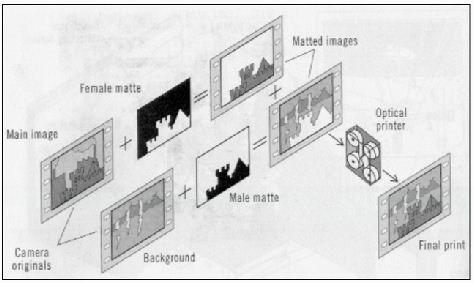 Matted images
Female matte
Optical
printer
Main image
Male matte
Camera
originals
Background
Final print